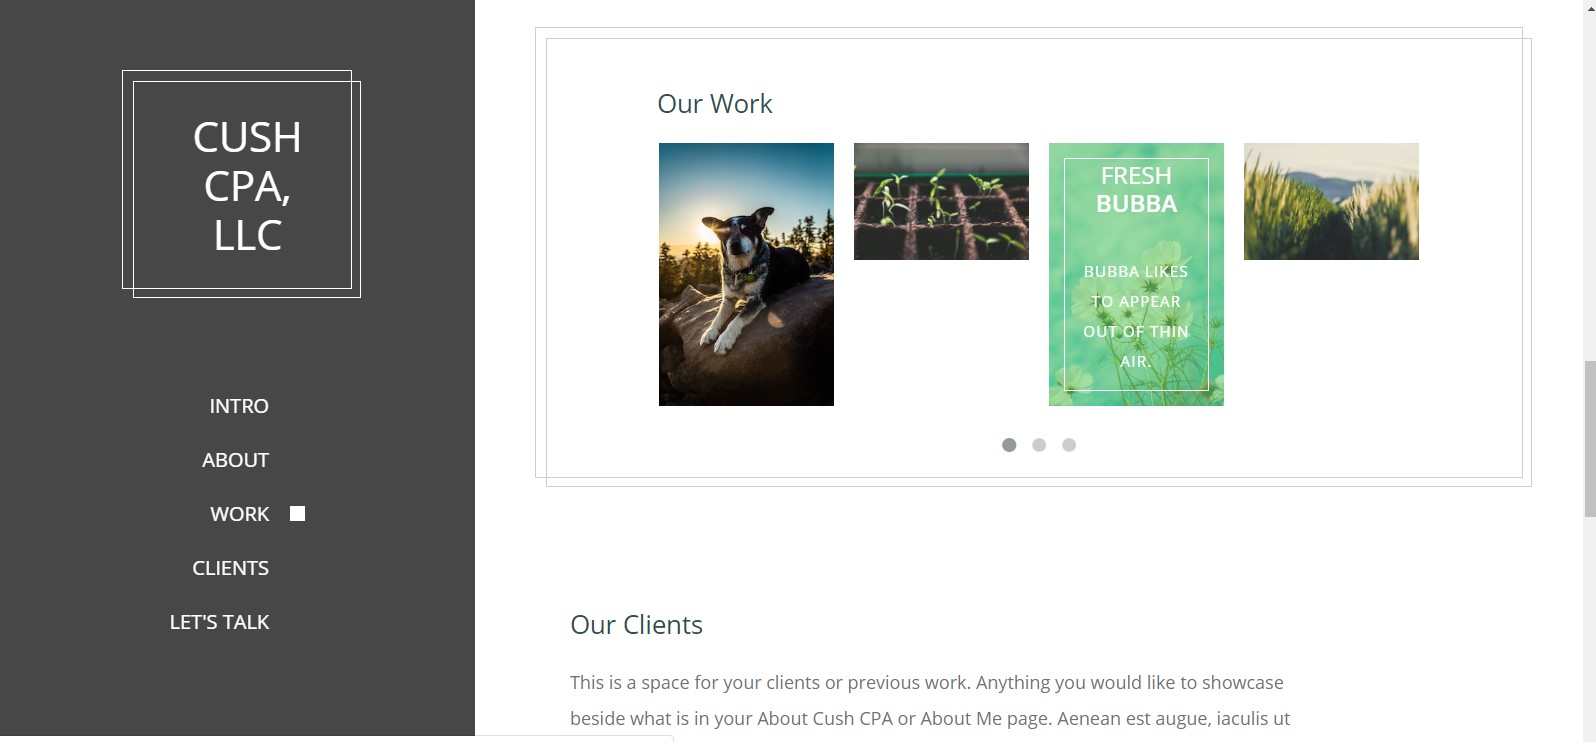 CUSH
CPA,
LLC
INTRO
ABOUT
WORK
CLIENTS
LET'S TALK
Our Work
FRESH
BUBBA
BUBBA LIKES
TO APPEAR
OUT OF THIN
AIR.
Our Clients
This is a space for your clients or previous work. Anything you would like to showcase
beside what is in your About Cush CPA or About Me page. Aenean est augue, iaculis ut